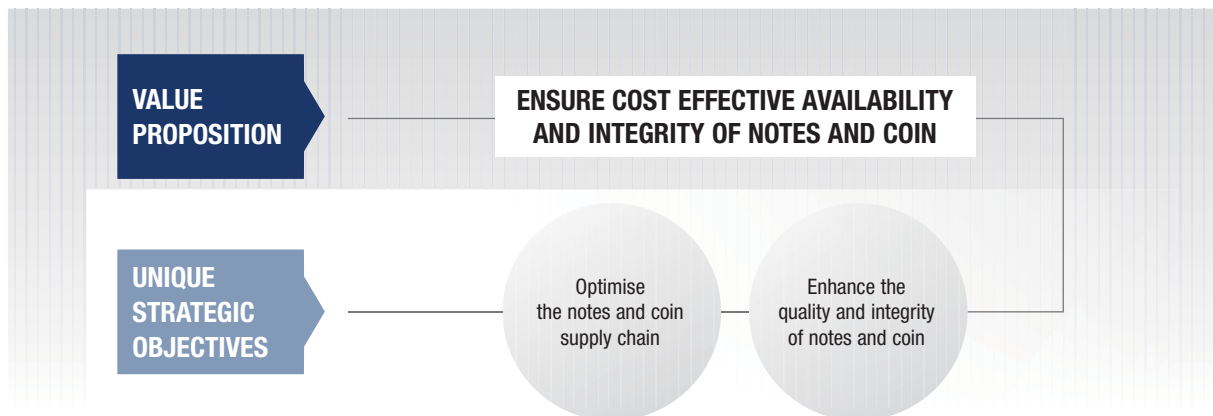 VALUE
PROPOSITION
ENSURE COST EFFECTIVE AVAILABILITY
AND INTEGRITY OF NOTES AND COIN
UNIQUE
STRATEGIC
OBJECTIVES
Optimise
the notes and coin
supply chain
Enhance the
quality and integrity
of notes and coin